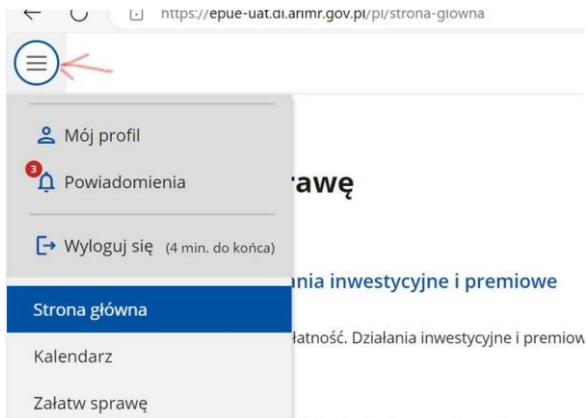 https://epue-uat.di.arimr.gov.pl/pl/strona-glowna
Mój profil
3
Powiadomienia
rawę
Wyloguj się (4 min. do końca)
ania inwestycyjne i premiowe
Strona główna
łatność. Działania inwestycyjne i premiow
Kalendarz
Załatw sprawę